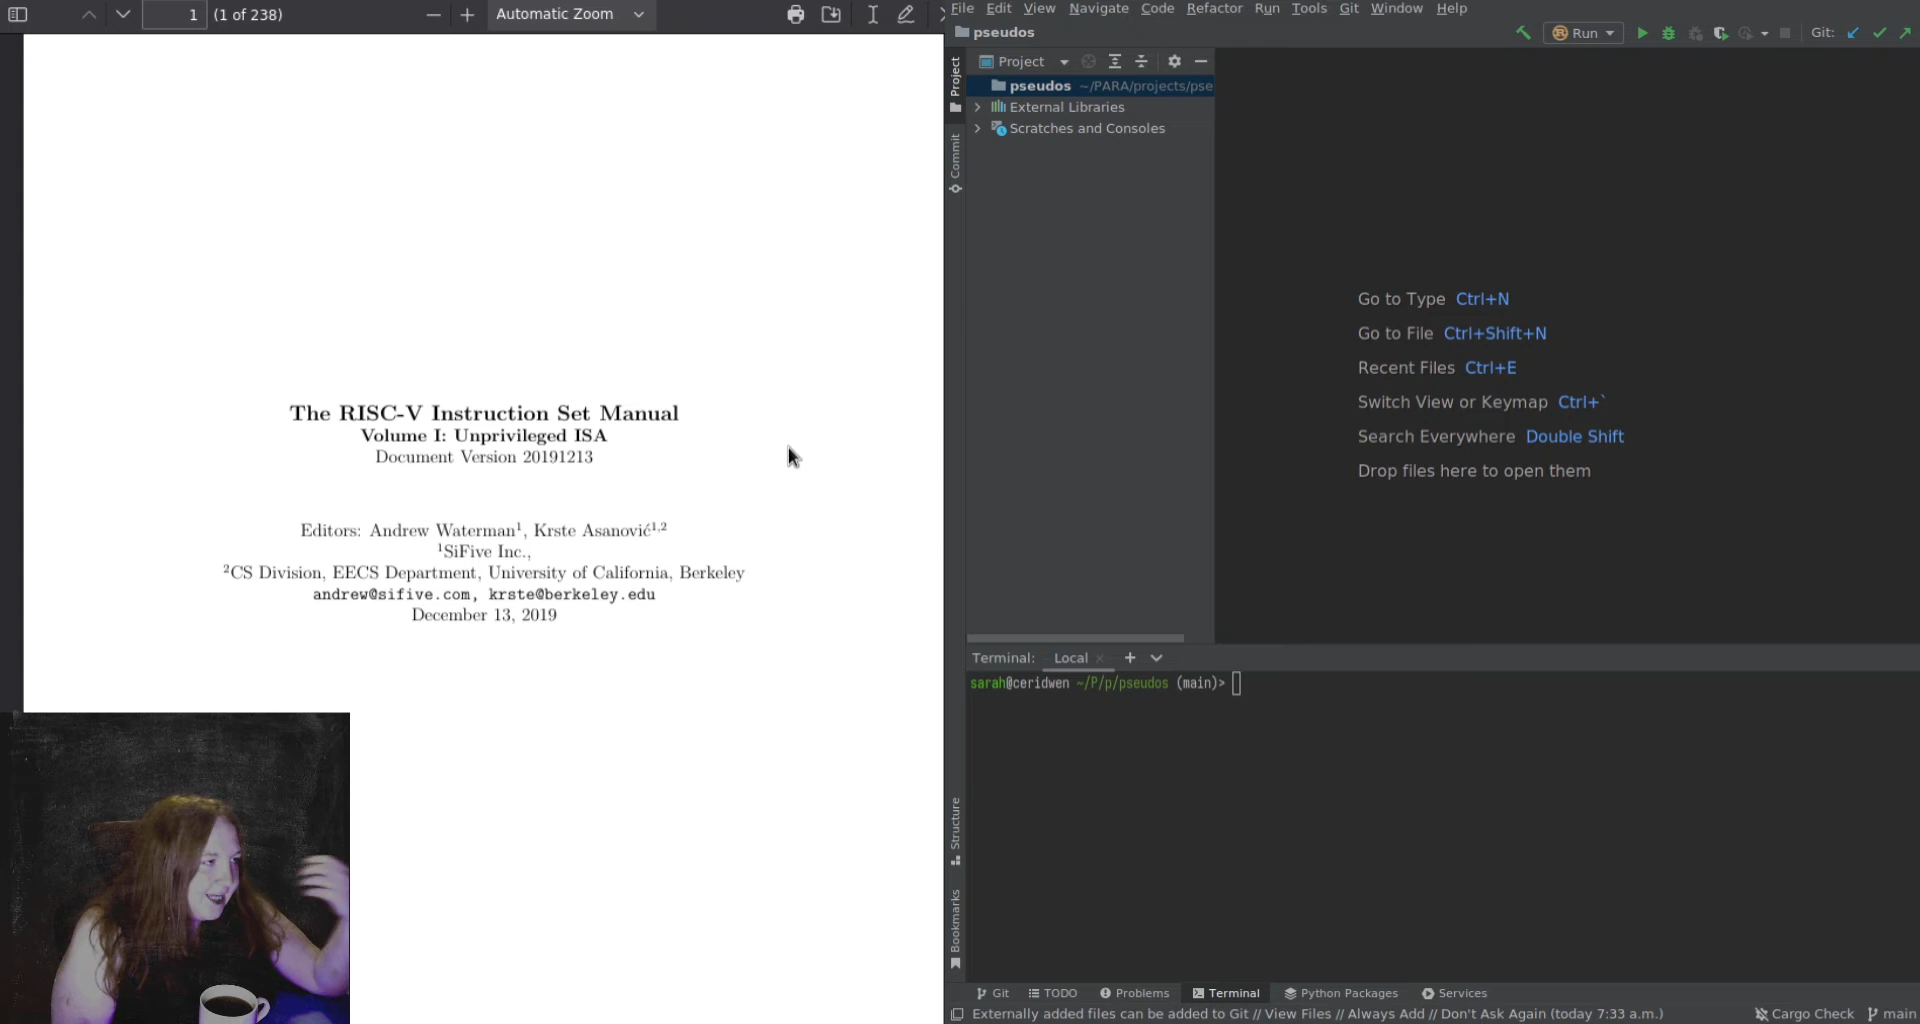 1 (1 of 238) Automatic Zoom
The RISC-V Instruction Set Manual
Volume I: Unprivileged ISA
Document Version 20191213
Editors: Andrew Waterman1, Krste Asanović1,2
1SiFive Inc.,
2CS Division, EECS Department, University of California, Berkeley
andrew@sifive.com, krste@berkeley.edu
December 13, 2019
File Edit View Navigate Code Refactor Run Tools Git Window Help
pseudos
Run
Git:
Project
Commit
Structure
Bookmarks
Project
pseudos ~/PARA/projects/pse
External Libraries
Scratches and Consoles
Go to Type Ctrl+N
Go to File Ctrl+Shift+N
Recent Files Ctrl+E
Switch View or Keymap Ctrl+`
Search Everywhere Double Shift
Drop files here to open them
Terminal: Local
sarah@ceridwen ~/P/p/pseudos (main)>
Git TODO Problems Terminal Python Packages Services
Externally added files can be added to Git // View Files // Always Add // Don't Ask Again (today 7:33 a.m.) Cargo Check main